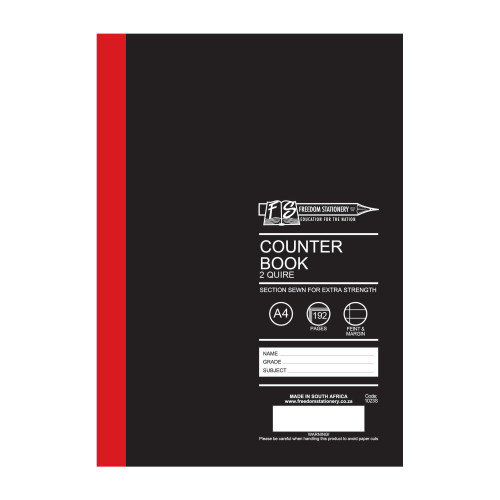 FS FREEDOM STATIONERY
EDUCATION FOR THE NATION
COUNTER
BOOK
2 QUIRE
SECTION SEWN FOR EXTRA STRENGTH
A4 192
PAGES FEINT &
MARGIN
NAME
GRADE
SUBJECT
MADE IN SOUTH AFRICA Code:
www.freedomstationery.co.za
WARNING!
Please be careful when handling this product to avoid paper cuts